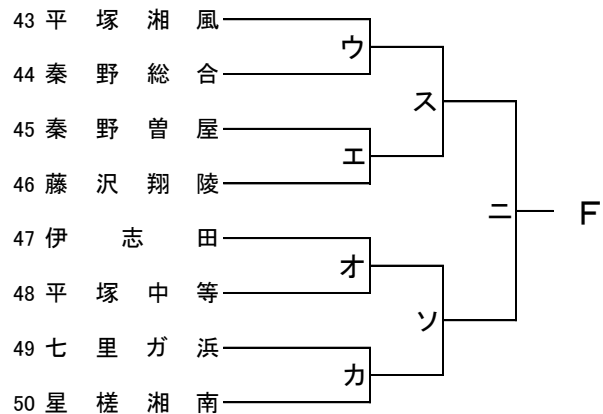 43 平塚湘風
ウ
44 秦野総合
ス
45 秦野曽屋
エ
46 藤沢翔陵
ニ F
47 伊志田
オ
48 平塚中等
ソ
49 七里ガ浜
カ
50 星槎湘南